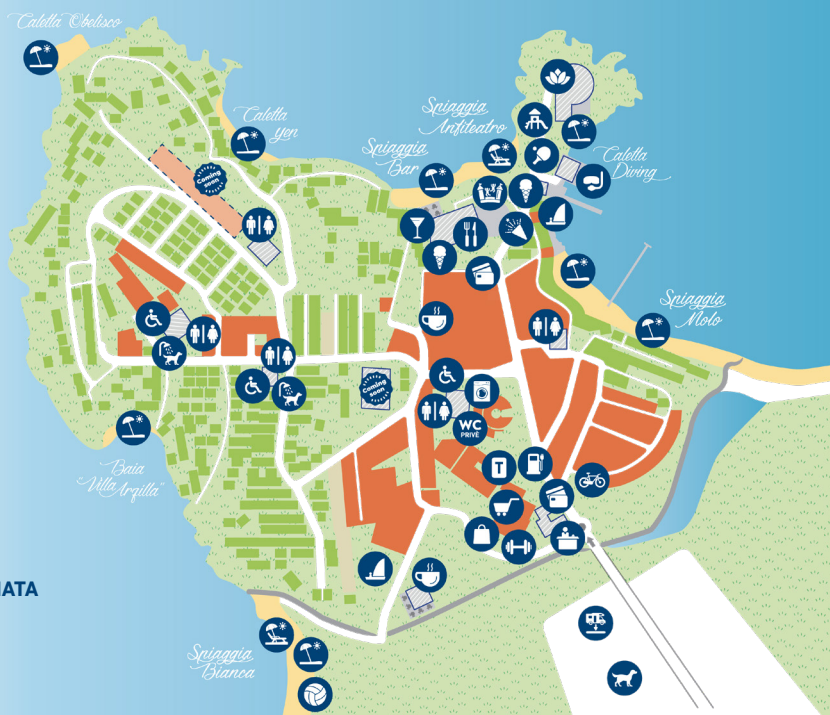 Caletta Obelisco
Caletta
Yen
Spiaggia
Anfiteatro
Spiaggia
Bar
Caletta
Diving
Coming
soon
Spiaggia
Molo
Coming
soon
WC
PRIVÉ
T
Baia
"Villa Argilla"
IATA
Spiaggia
Bianca